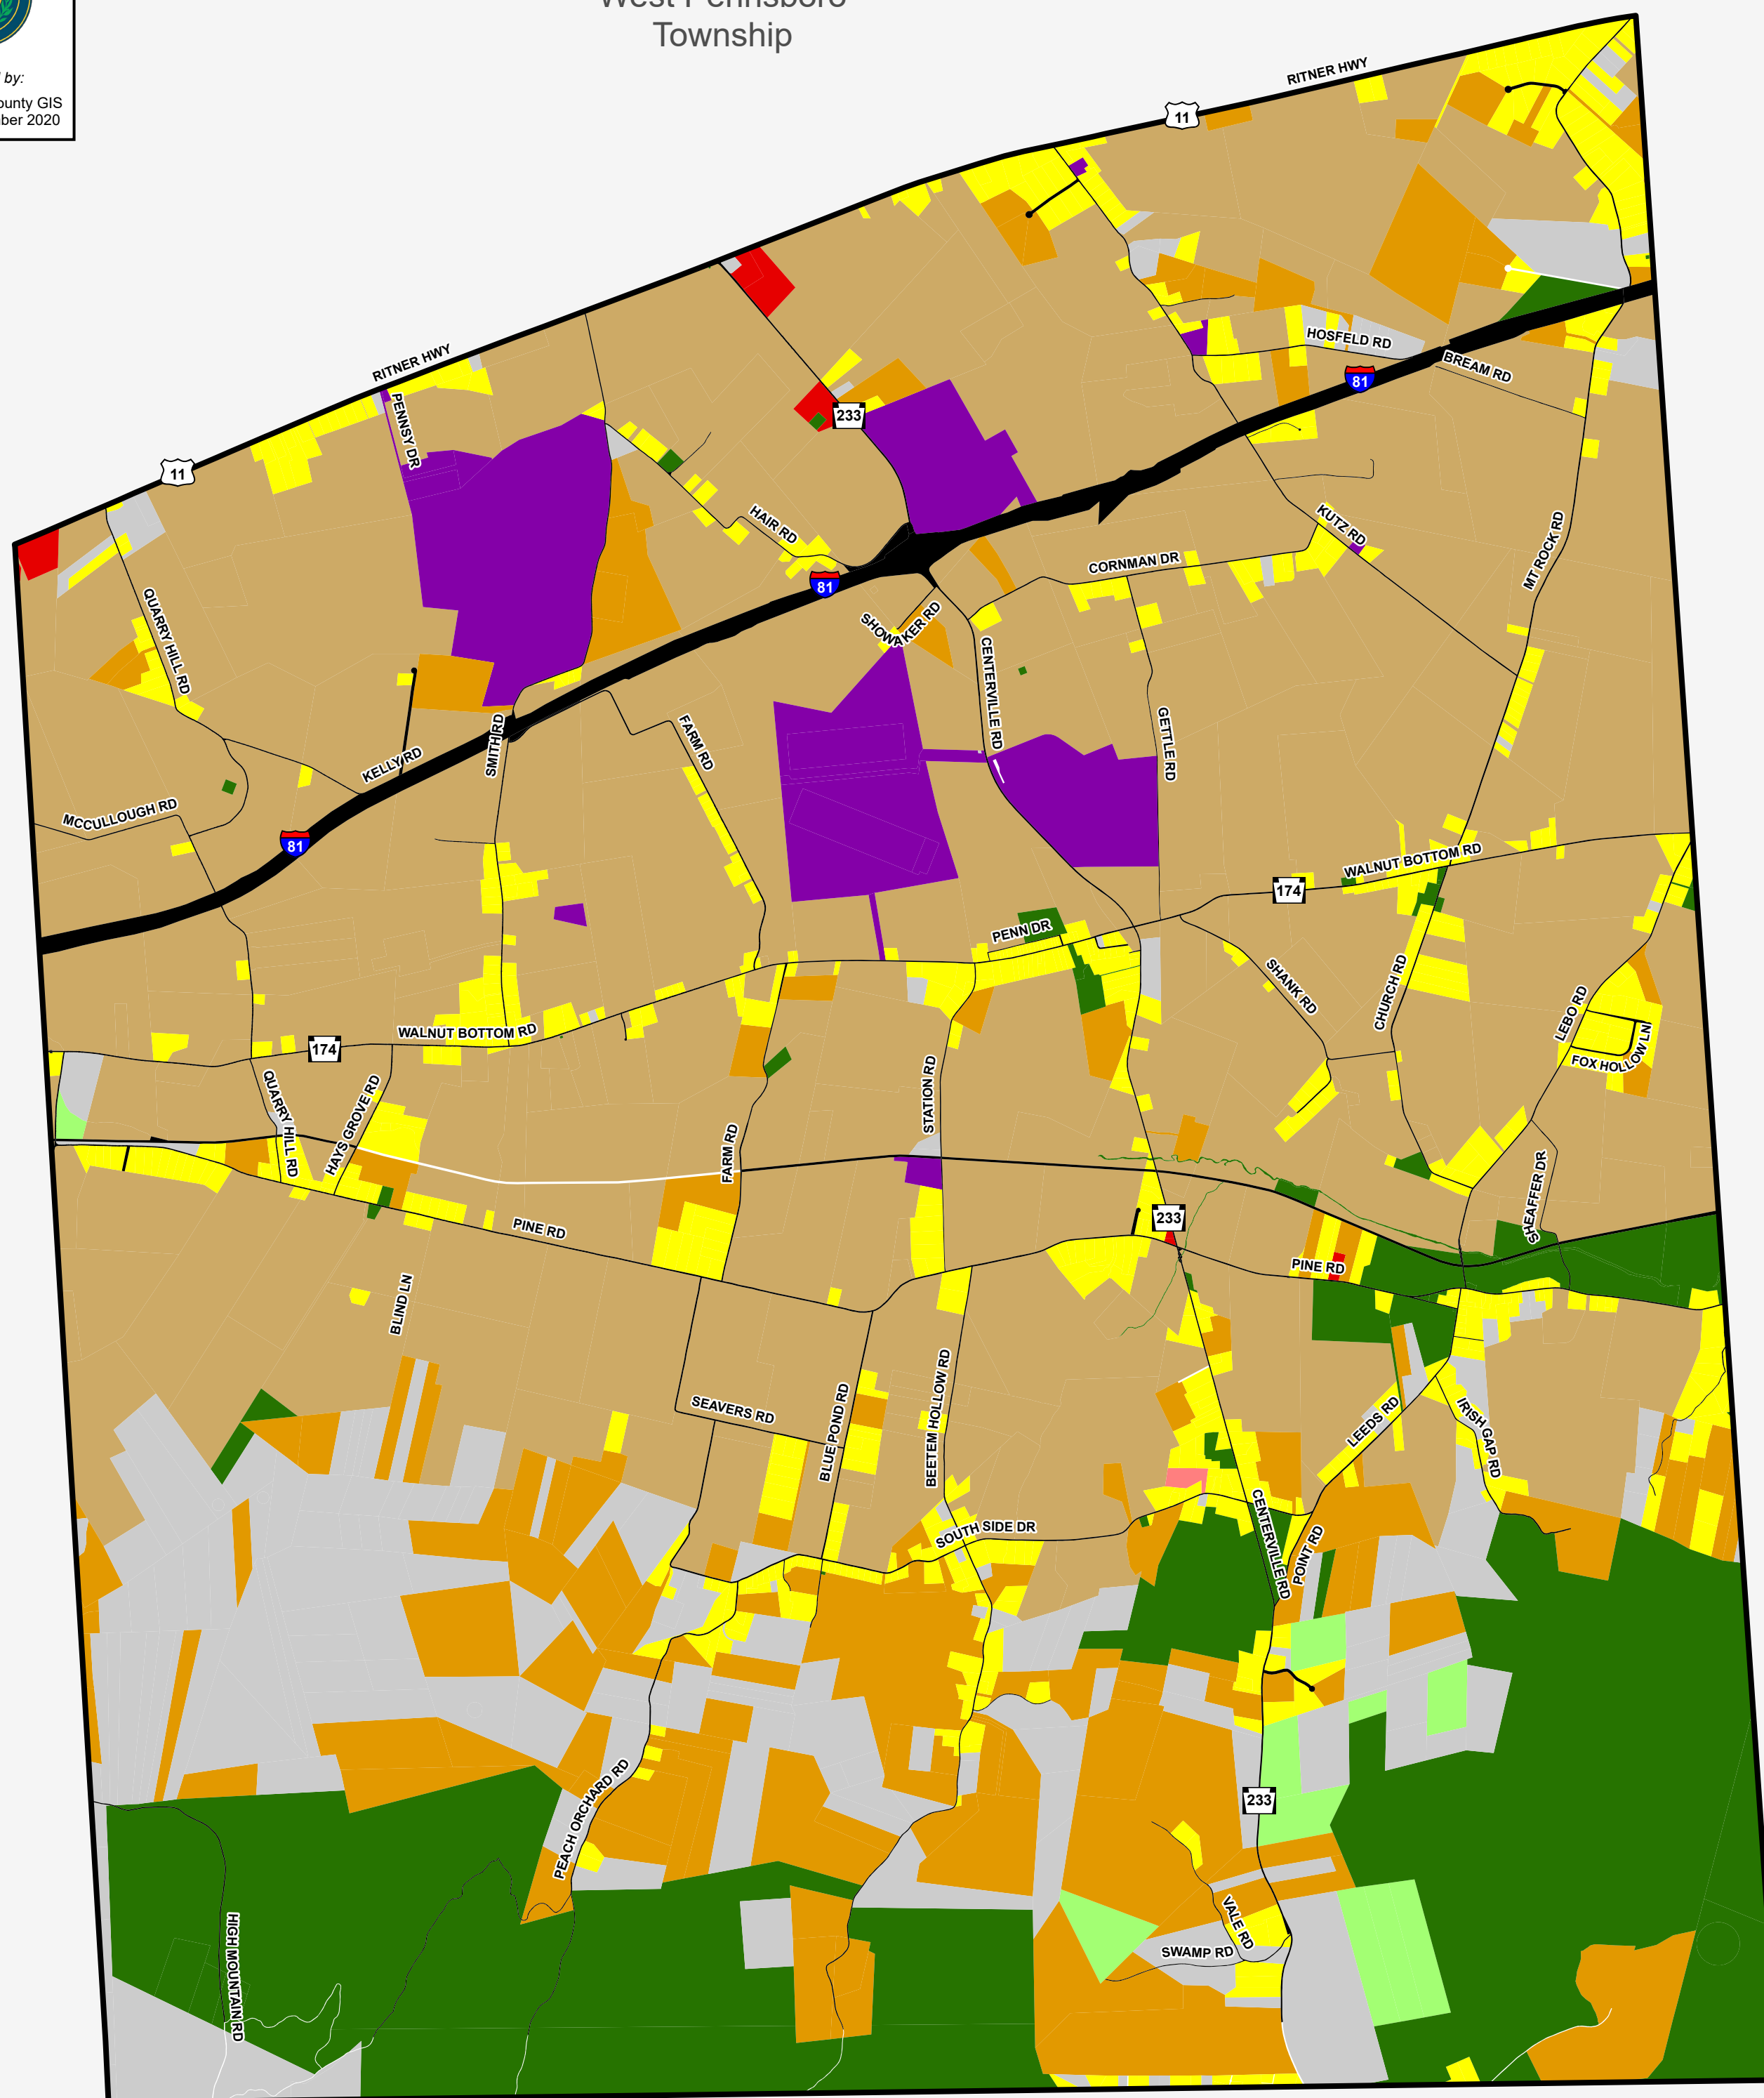 Township
by:
ounty GIS
ber 2020
RITNER HWY
11
HOSFELD RD
BREAM RD
81
RITNER HWY
PENNSY DR
233
11
HAIR RD
KUTZ RD
MT ROCK RD
CORNMAN DR
81
QUARRY HILL RD
SHOWAKER RD
CENTERVILLE RD
SMITH RD
FARM RD
GETTLE RD
KELLY RD
MCCULLOUGH RD
81
WALNUT BOTTOM RD
174
PENN DR
SHANK RD
CHURCH RD
LEBO RD
FOX HOLLOW LN
WALNUT BOTTOM RD
174
QUARRY HILL RD
HAYS GROVE RD
STATION RD
FARM RD
SHEAFFER DR
233
PINE RD
PINE RD
BLIND LN
SEAVERS RD
BLUE POND RD
BEETEM HOLLOW RD
LEEDS RD
IRISH GAP RD
SOUTH SIDE DR
CENTERVILLE RD
POINT RD
PEACH ORCHARD RD
233
VALE RD
SWAMP RD
HIGH MOUNTAIN RD